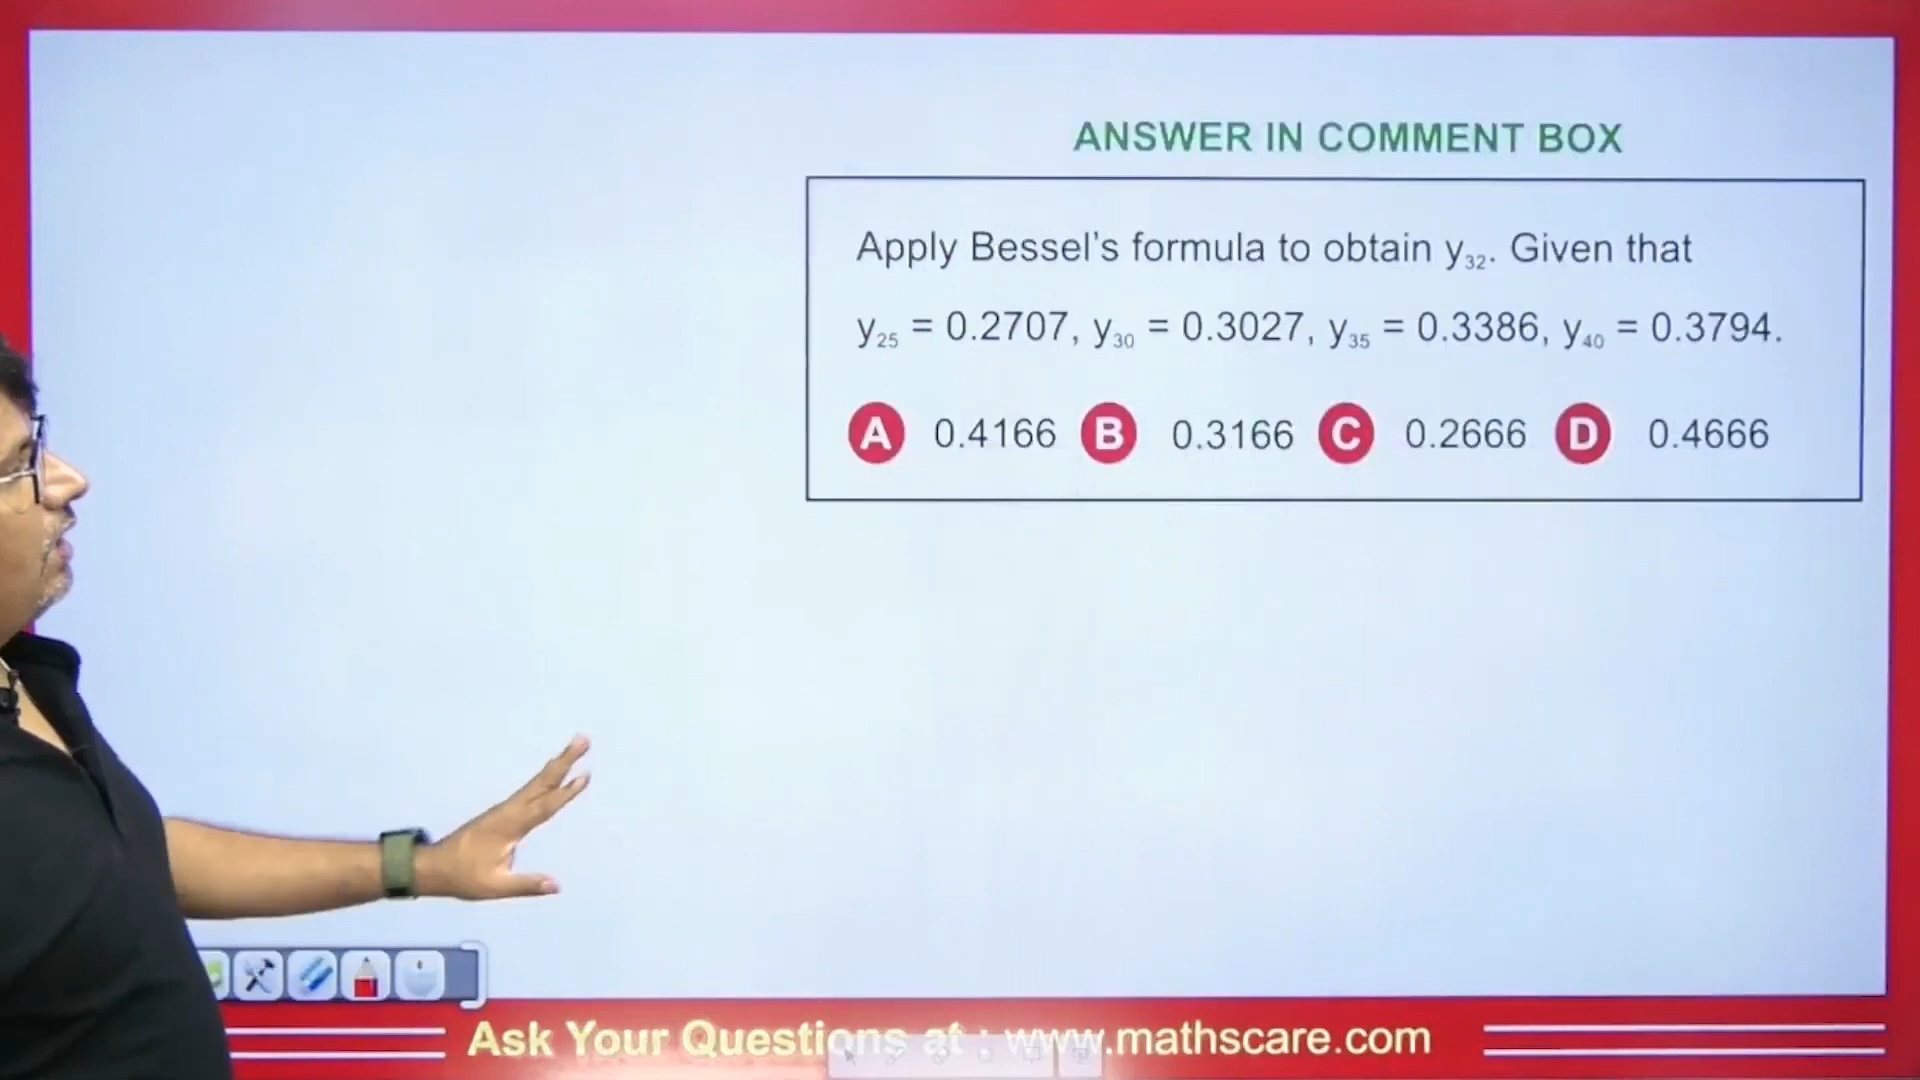 ANSWER IN COMMENT BOX
Apply Bessel's formula to obtain y₃₂. Given that
y₂₅ = 0.2707, y₃₀ = 0.3027, y₃₅ = 0.3386, y₄₀ = 0.3794.
A 0.4166 B 0.3166 C 0.2666 D 0.4666
Ask Your Questions at : www.mathscare.com